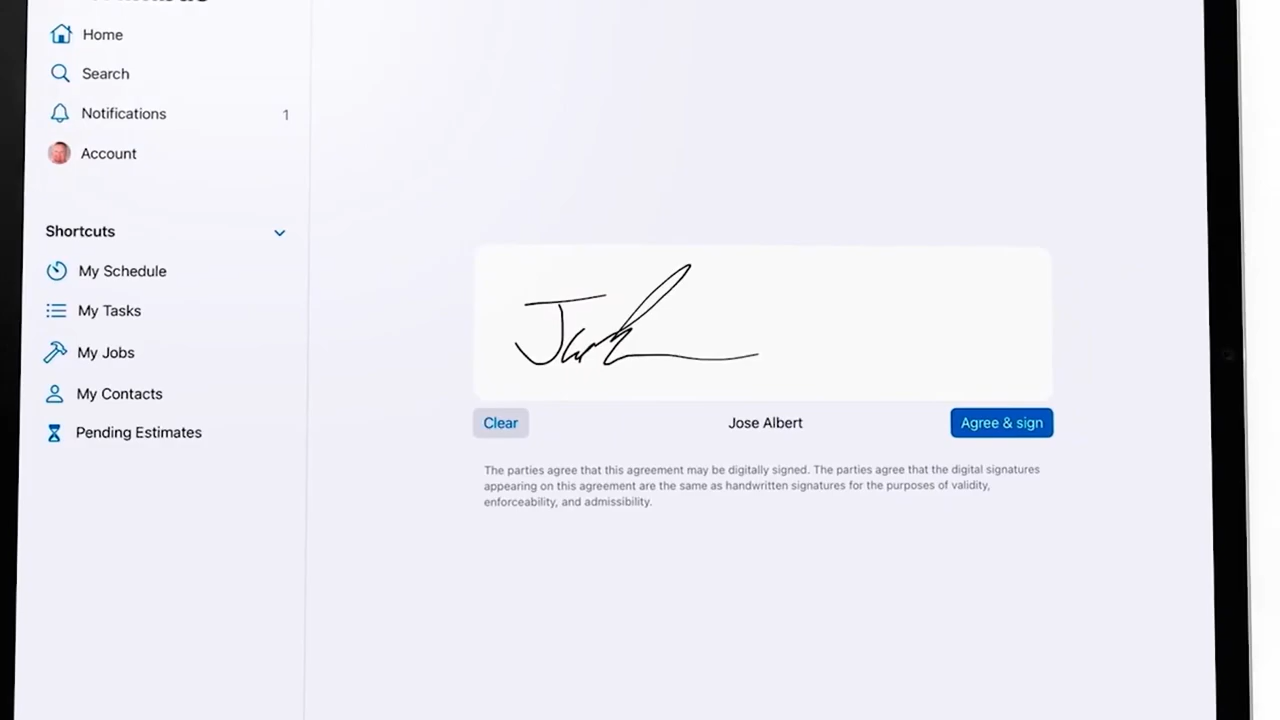 Home
Search
Notifications 1
Account
Shortcuts
My Schedule
My Tasks
My Jobs
My Contacts
Pending Estimates
Clear Jose Albert Agree & sign
The parties agree that this agreement may be digitally signed. The parties agree that the digital signatures
appearing on this agreement are the same as handwritten signatures for the purposes of validity,
enforceability, and admissibility.